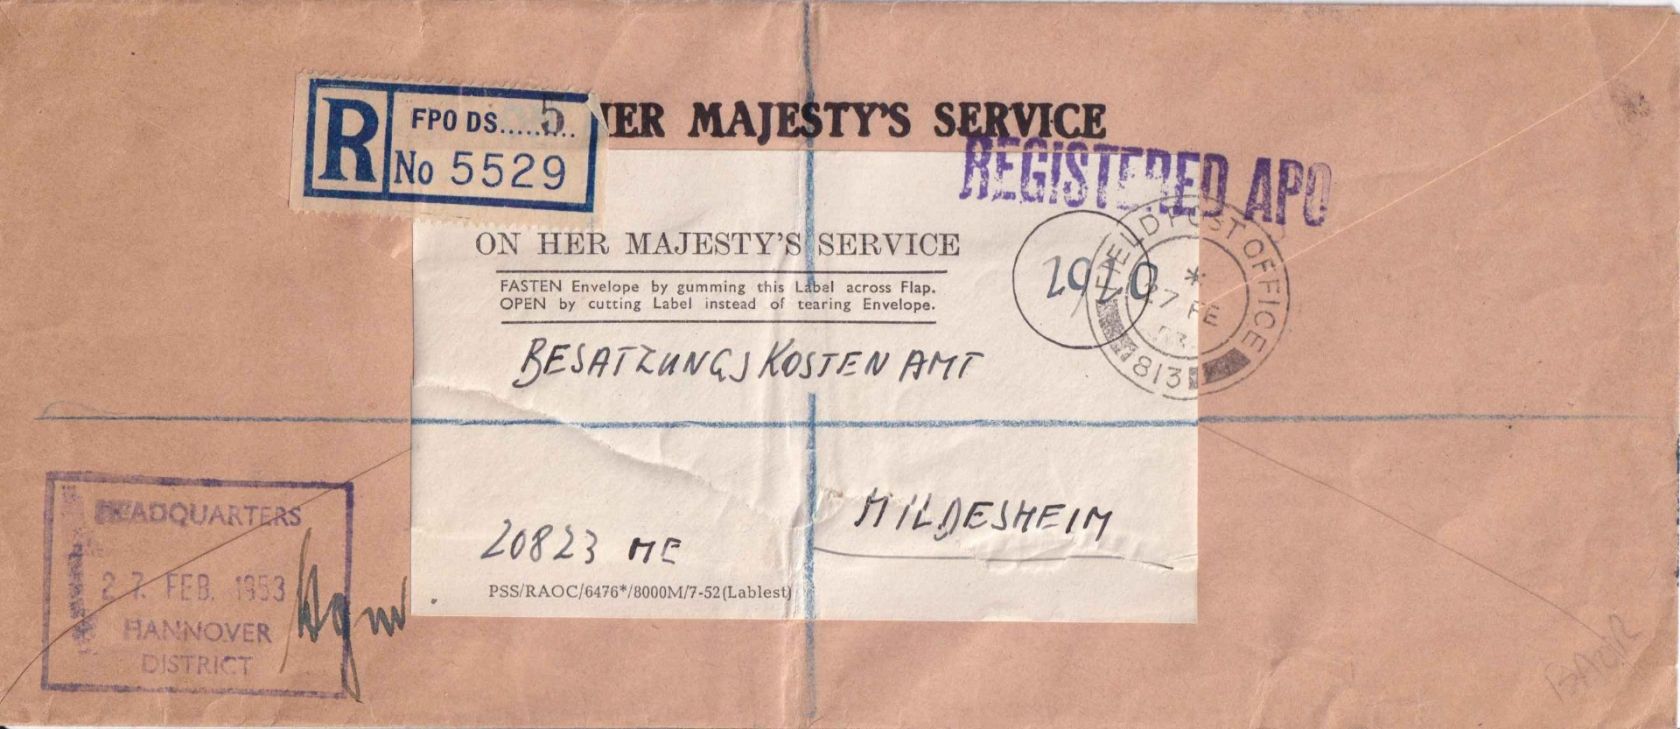 R
FPO DS.....5...
No 5529
HER MAJESTY'S SERVICE
REGISTERED APO
ON HER MAJESTY'S SERVICE
FASTEN Envelope by gumming this Label across Flap.
OPEN by cutting Label instead of tearing Envelope.
FIELD POST OFFICE
*
27 FE
53
813
BESATZUNGSKOSTENAMT
HILDESHEIM
20823 ME
PSS/RAOC/6476*/8000M/7-52(Lablest)
HEADQUARTERS
27. FEB. 1953
HANNOVER
DISTRICT
BAOR